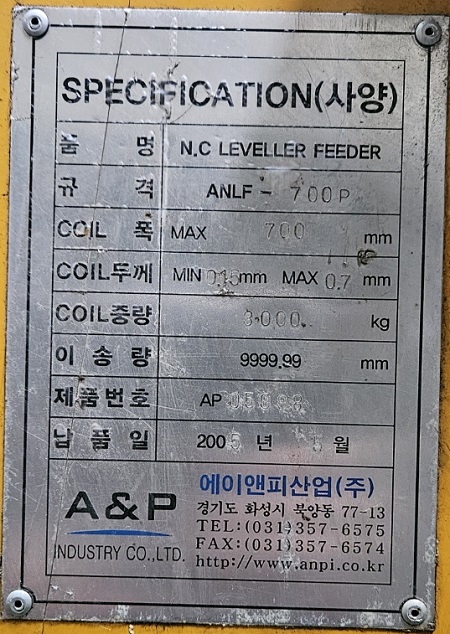 SPECIFICATION(사양)
품 명 N.C LEVELLER FEEDER
규 격 ANLF - 700P
COIL 폭 MAX 700 mm
COIL두께 MIN mm MAX 0.7 mm
COIL중량 kg
이 송 량 9999.99 mm
제품번호 AP
납 품 일 2005 년 월
A&P
INDUSTRY CO.,LTD.
에이앤피산업(주)
경기도 화성시 북양동 77-13
TEL:(031)357-6575
FAX:(031)357-6574
http://www.anpi.co.kr